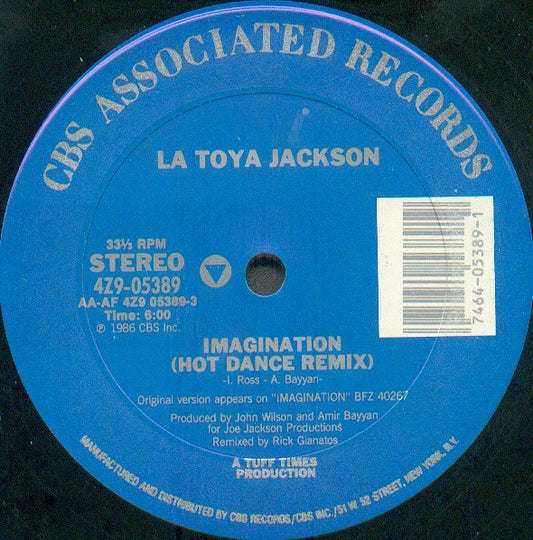 CBS ASSOCIATED RECORDS
LA TOYA JACKSON
33⅓ RPM
STEREO
4Z9-05389
AA-AF 4Z9 05389-3
Time: 6:00
℗ 1986 CBS Inc.
7464-05389-1
IMAGINATION
(HOT DANCE REMIX)
-I. Ross - A. Bayyan-
Original version appears on "IMAGINATION" BFZ 40267
Produced by John Wilson and Amir Bayyan
for Joe Jackson Productions
Remixed by Rick Gianatos
A TUFF TIMES
PRODUCTION
MANUFACTURED AND DISTRIBUTED BY CBS RECORDS/CBS INC./51 W. 52 STREET, NEW YORK, N.Y.